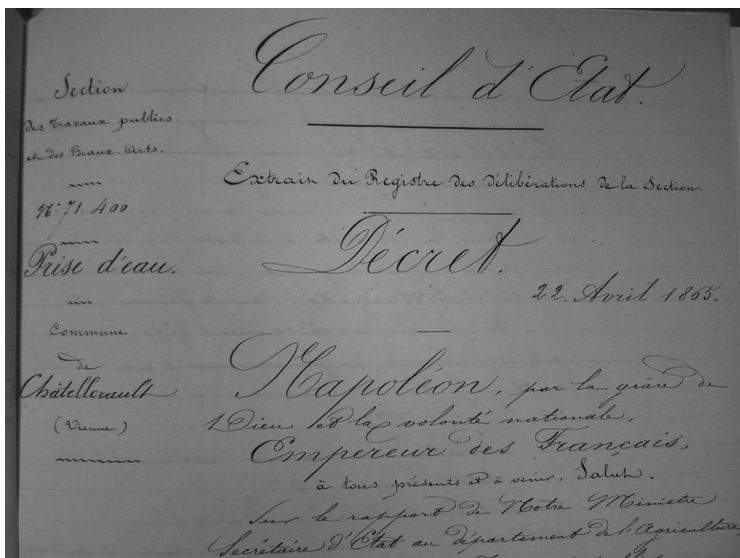 Section
des Travaux publics
et des Beaux-Arts.
N.° 71.400
Prise d'eau.
Commune
de
Châtellerault
(Vienne)
Conseil d'Etat.
Extrait du Registre des Délibérations de la Section.
Décret.
22. Avril 1865.
Napoléon, par la grâce de
Dieu et la volonté nationale,
Empereur des Français,
à tous présents et à venir, Salut.
Sur le rapport de Notre Ministre
Secrétaire d'Etat au département de l'Agriculture,